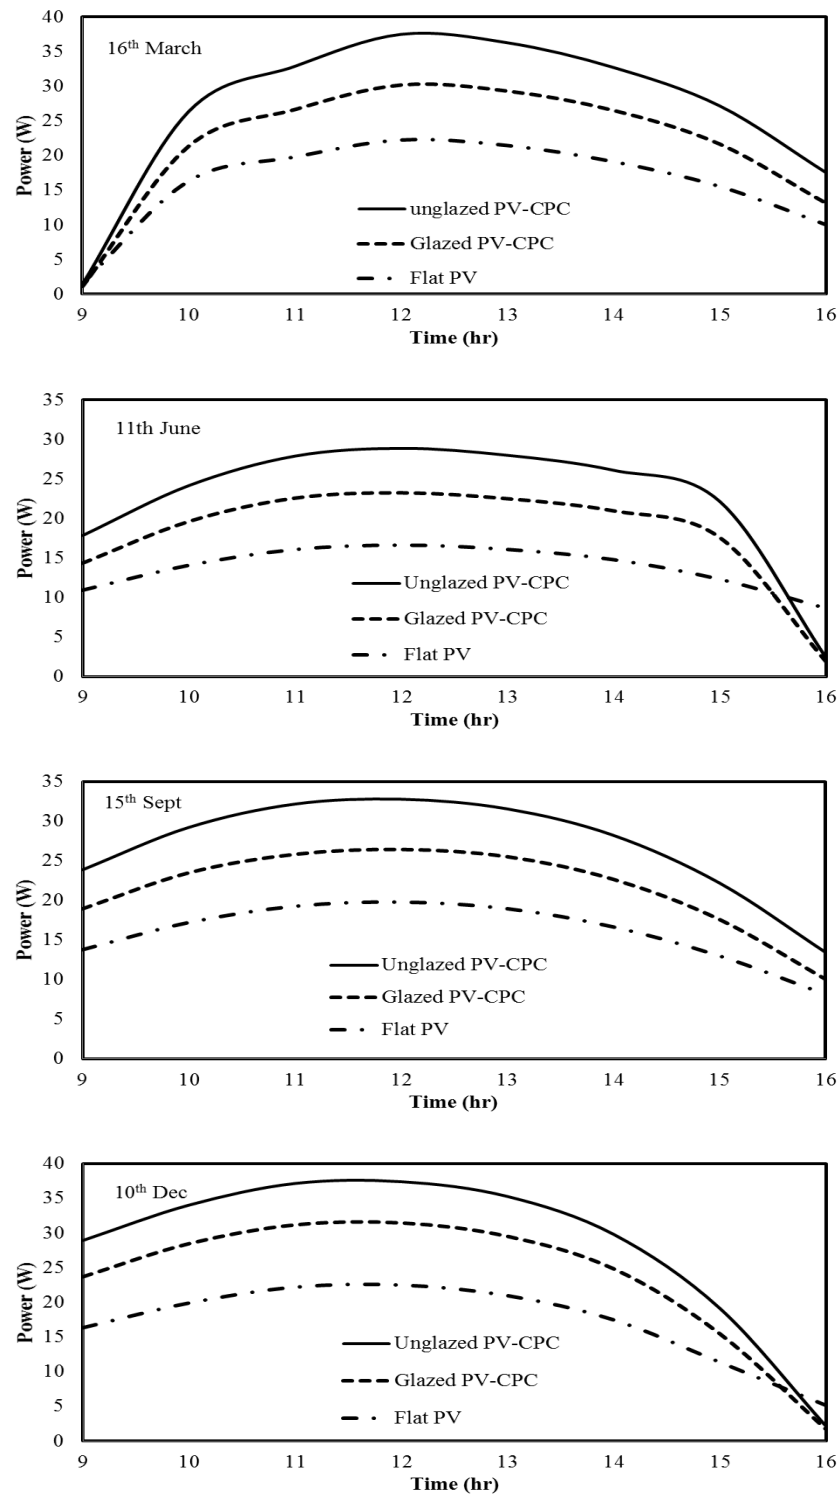 40
35
30
25
20
15
10
5
0
Power (W)
16th March
unglazed PV-CPC
Glazed PV-CPC
Flat PV
9 10 11 12 13 14 15 16
Time (hr)
35
30
25
20
15
10
5
0
Power (W)
11th June
Unglazed PV-CPC
Glazed PV-CPC
Flat PV
9 10 11 12 13 14 15 16
Time (hr)
35
30
25
20
15
10
5
0
Power (W)
15th Sept
Unglazed PV-CPC
Glazed PV-CPC
Flat PV
9 10 11 12 13 14 15 16
Time (hr)
40
35
30
25
20
15
10
5
0
Power (W)
10th Dec
Unglazed PV-CPC
Glazed PV-CPC
Flat PV
9 10 11 12 13 14 15 16
Time (hr)